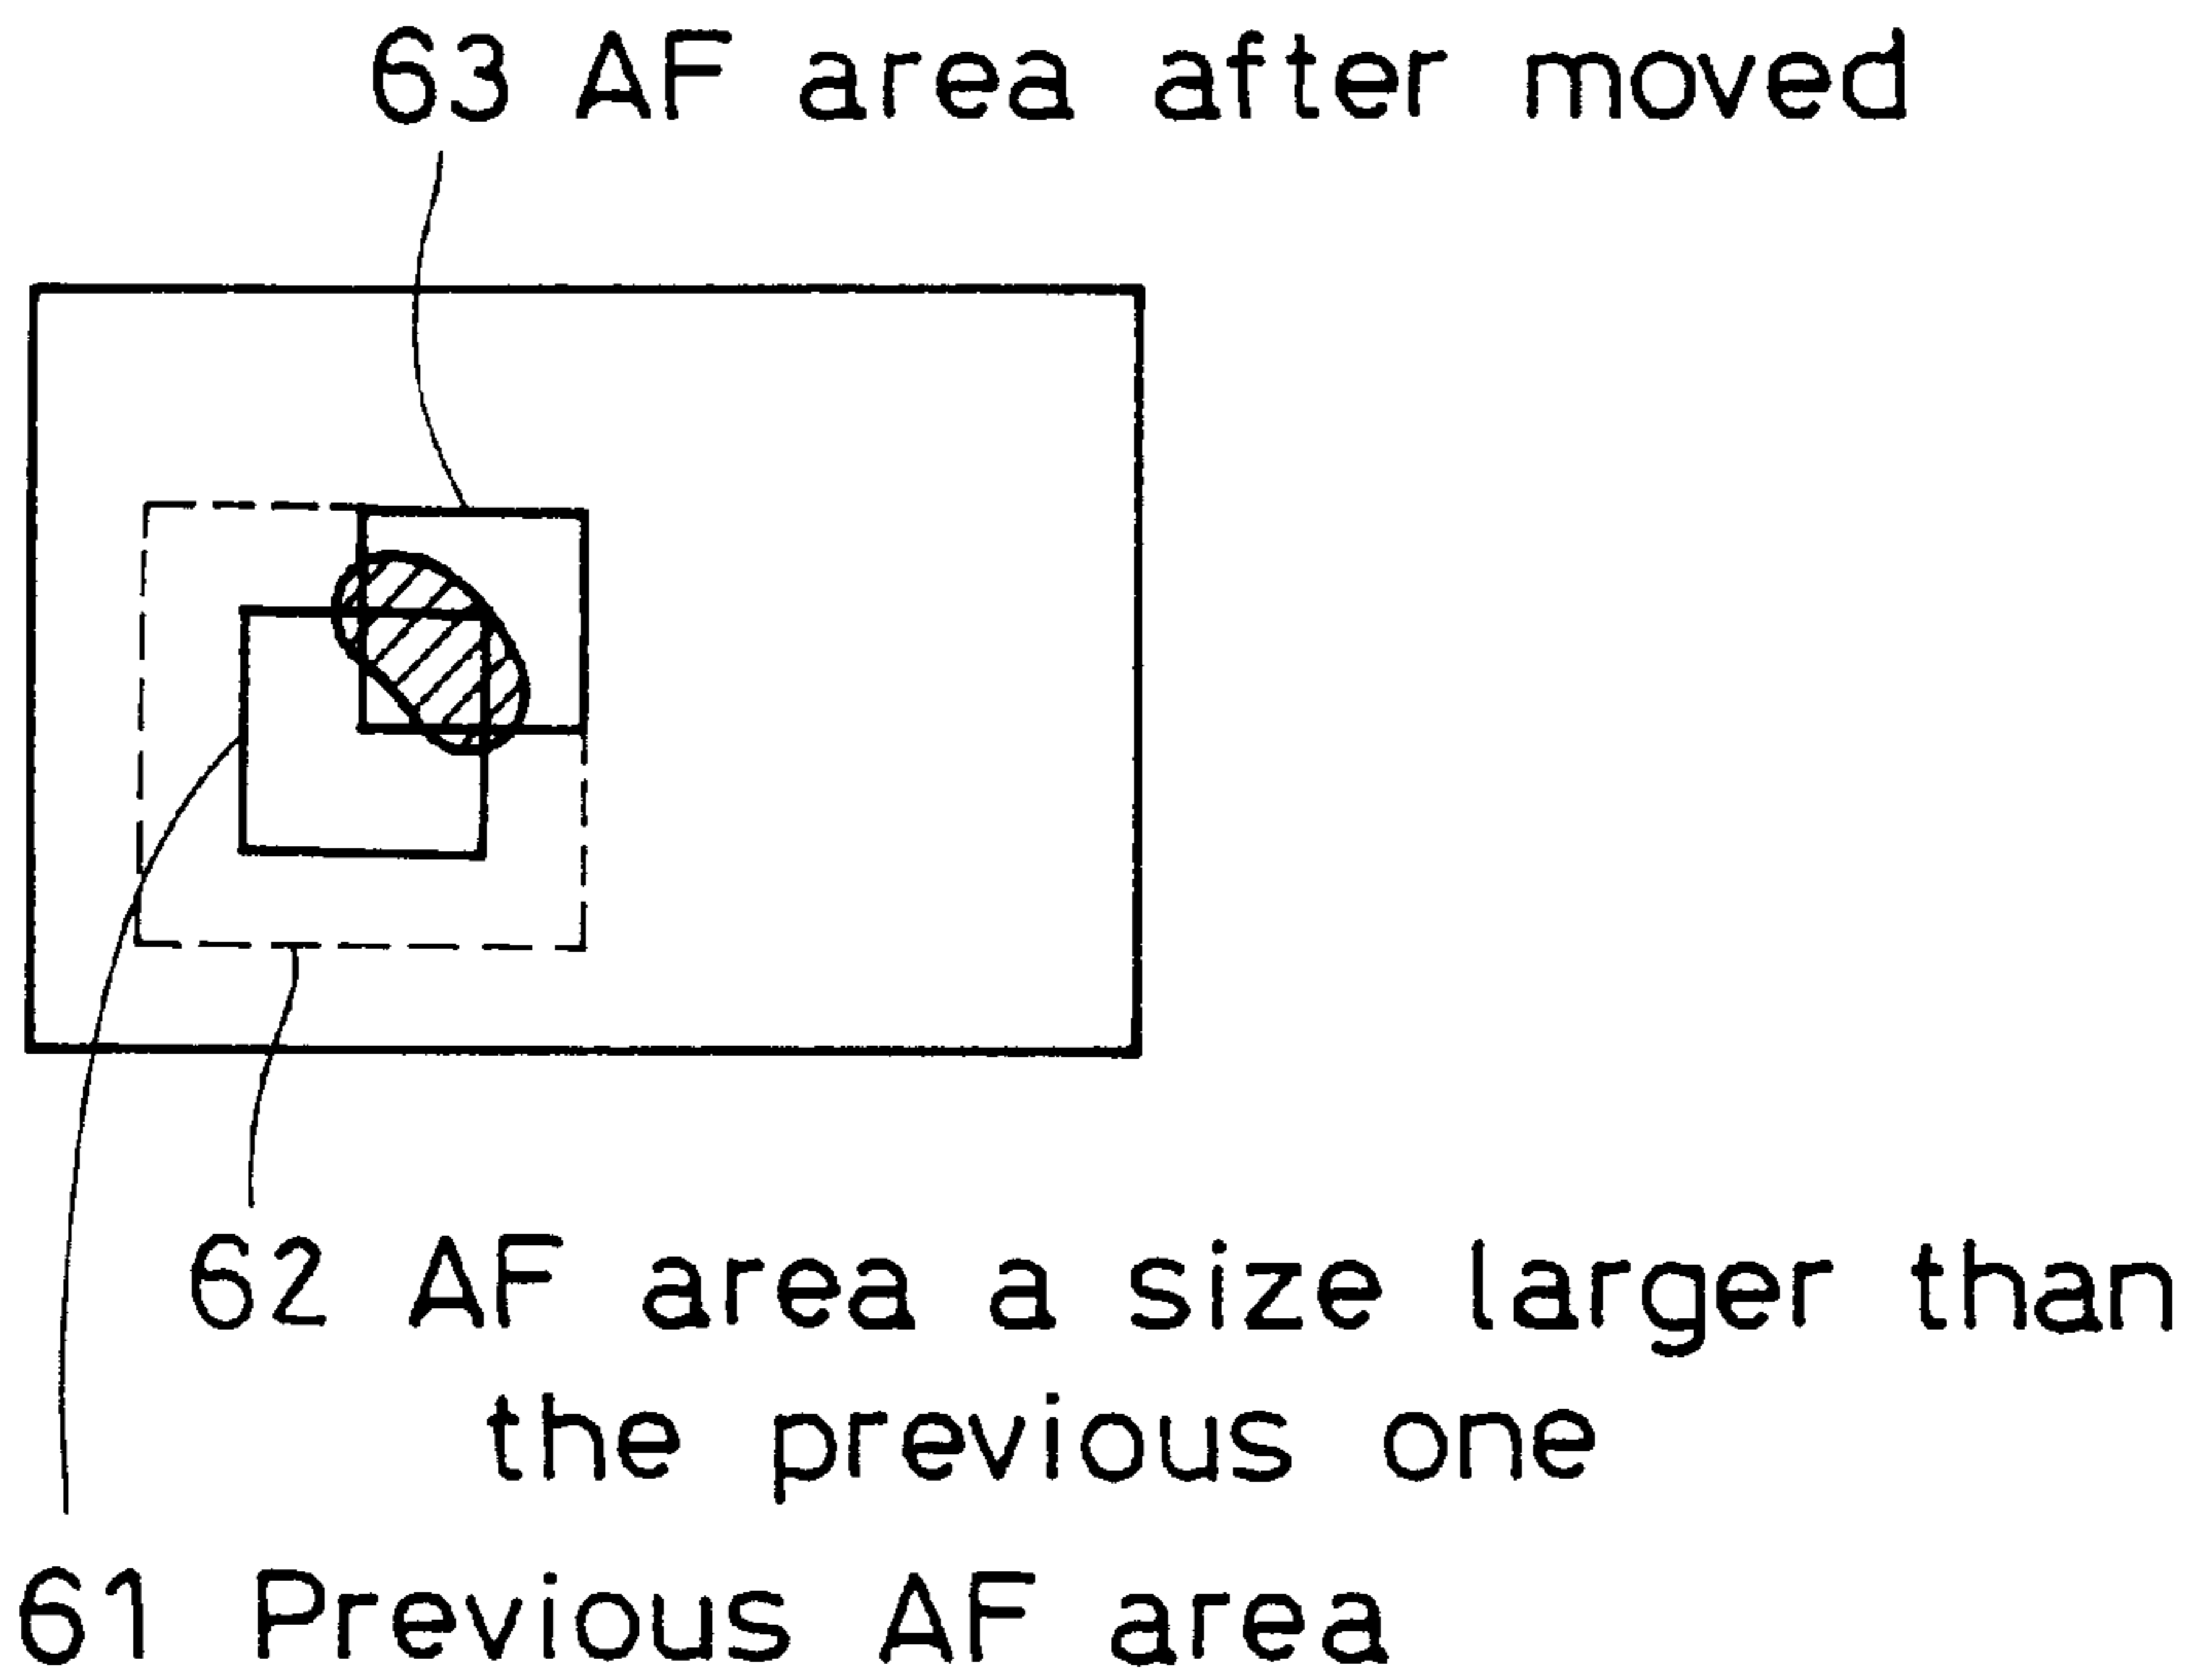 63 AF area after moved
62 AF area a size larger than
the previous one
61 Previous AF area